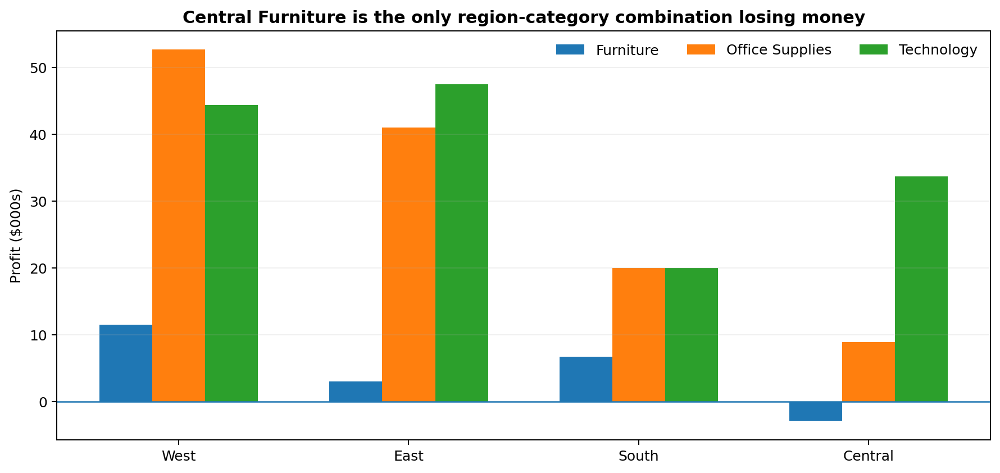 Central Furniture is the only region-category combination losing money
Furniture
Office Supplies
Technology
Profit ($000s)
50
40
30
20
10
0
West
East
South
Central